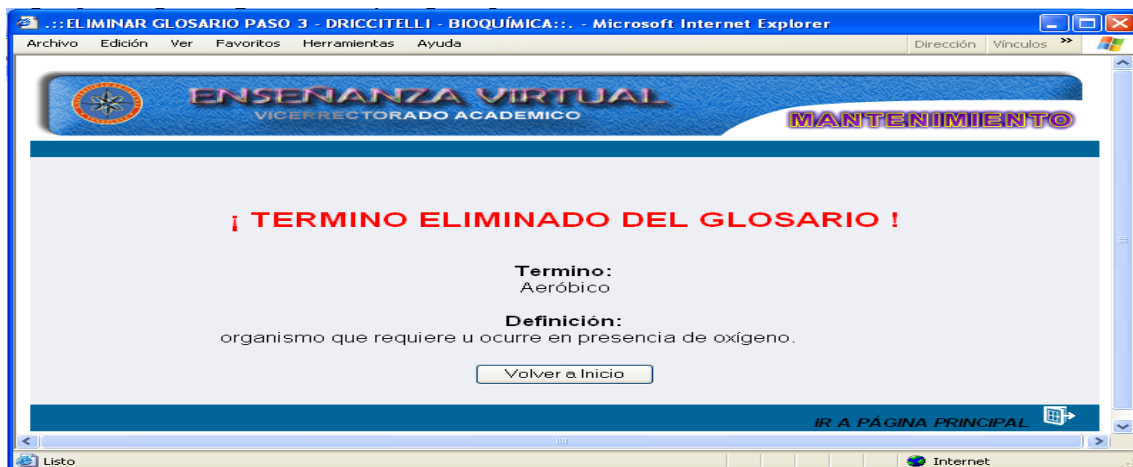 .::ELIMINAR GLOSARIO PASO 3 - DRICCITELLI - BIOQUÍMICA::. - Microsoft Internet Explorer
Archivo Edición Ver Favoritos Herramientas Ayuda Dirección Vínculos »
ENSEÑANZA VIRTUAL
VICERRECTORADO ACADEMICO
MANTENIMIENTO
¡ TERMINO ELIMINADO DEL GLOSARIO !
Termino:
Aeróbico
Definición:
organismo que requiere u ocurre en presencia de oxígeno.
Volver a Inicio
IR A PÁGINA PRINCIPAL
Listo Internet